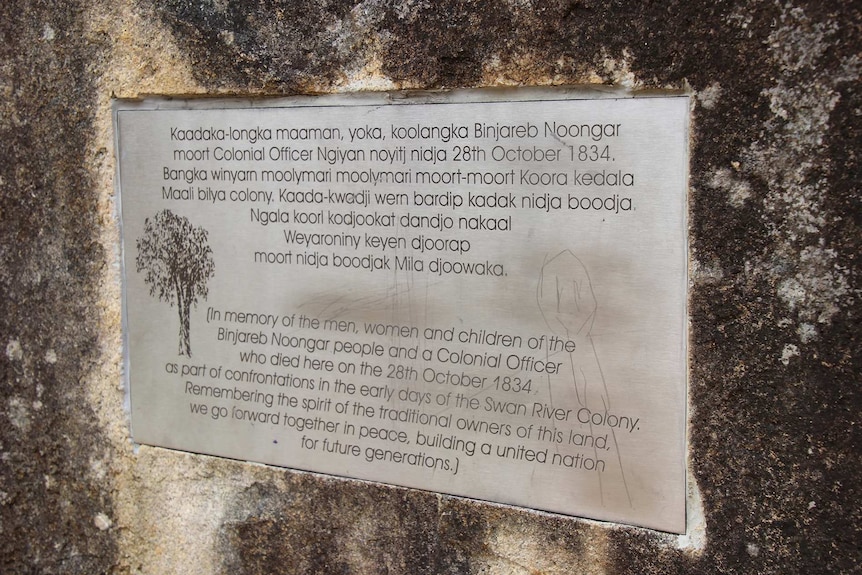 Kaadaka-longka maaman, yoka, koolangka Binjareb Noongar
moort Colonial Officer Ngiyan noyitj nidja 28th October 1834.
Bangka winyarn moolymari moolymari moort-moort Koora kedala
Maali bilya colony. Kaada-kwadji wern bardip kadak nidja boodja.
Ngala koorl kodjookat dandjo nakaal
Weyaroniny keyen djoorap
moort nidja boodjak Mila djoowaka.
(In memory of the men, women and children of the
Binjareb Noongar people and a Colonial Officer
who died here on the 28th October 1834,
as part of confrontations in the early days of the Swan River Colony.
Remembering the spirit of the traditional owners of this land,
we go forward together in peace, building a united nation
for future generations.)